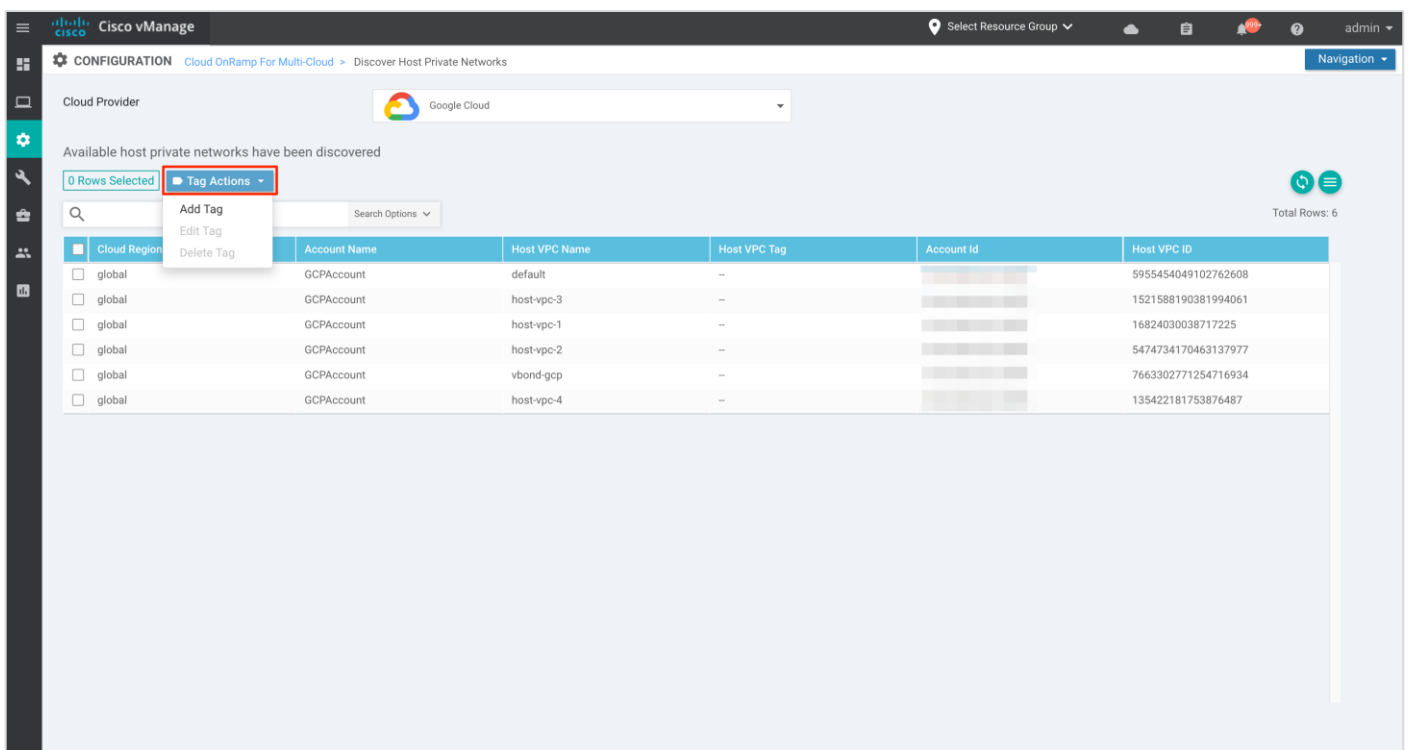 cisco Cisco vManage Select Resource Group 999+ admin
CONFIGURATION Cloud OnRamp For Multi-Cloud > Discover Host Private Networks Navigation
Cloud Provider Google Cloud
Available host private networks have been discovered
0 Rows Selected Tag Actions
Add Tag
Search Options Total Rows: 6
Edit Tag
Delete Tag
Cloud Region Account Name Host VPC Name Host VPC Tag Account Id Host VPC ID
global GCPAccount default -- 5955454049102762608
global GCPAccount host-vpc-3 -- 1521588190381994061
global GCPAccount host-vpc-1 -- 16824030038717225
global GCPAccount host-vpc-2 -- 5474734170463137977
global GCPAccount vbond-gcp -- 7663302771254716934
global GCPAccount host-vpc-4 -- 135422181753876487